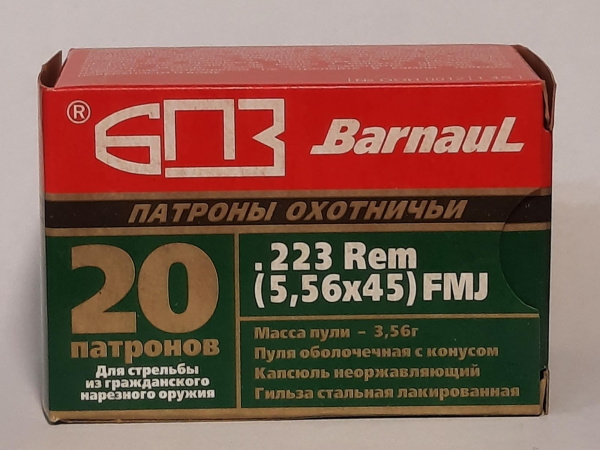 ® БПЗ Barnaul
ПАТРОНЫ ОХОТНИЧЬИ
20
патронов
Для стрельбы
из гражданского
нарезного оружия
.223 Rem
(5,56x45) FMJ
Масса пули – 3,56г
Пуля оболочечная с конусом
Капсюль неоржавляющий
Гильза стальная лакированная